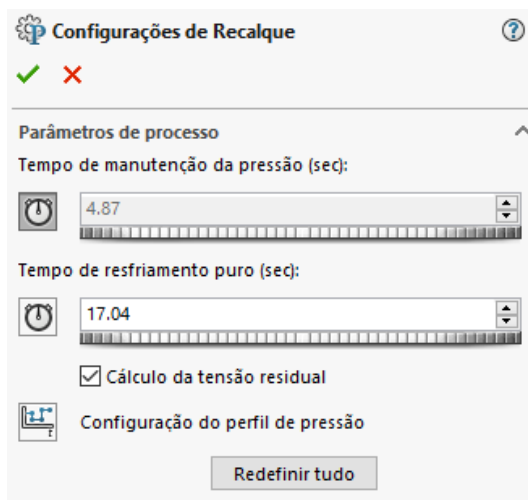 Configurações de Recalque
Parâmetros de processo
Tempo de manutenção da pressão (sec):
4.87
Tempo de resfriamento puro (sec):
17.04
Cálculo da tensão residual
Configuração do perfil de pressão
Redefinir tudo